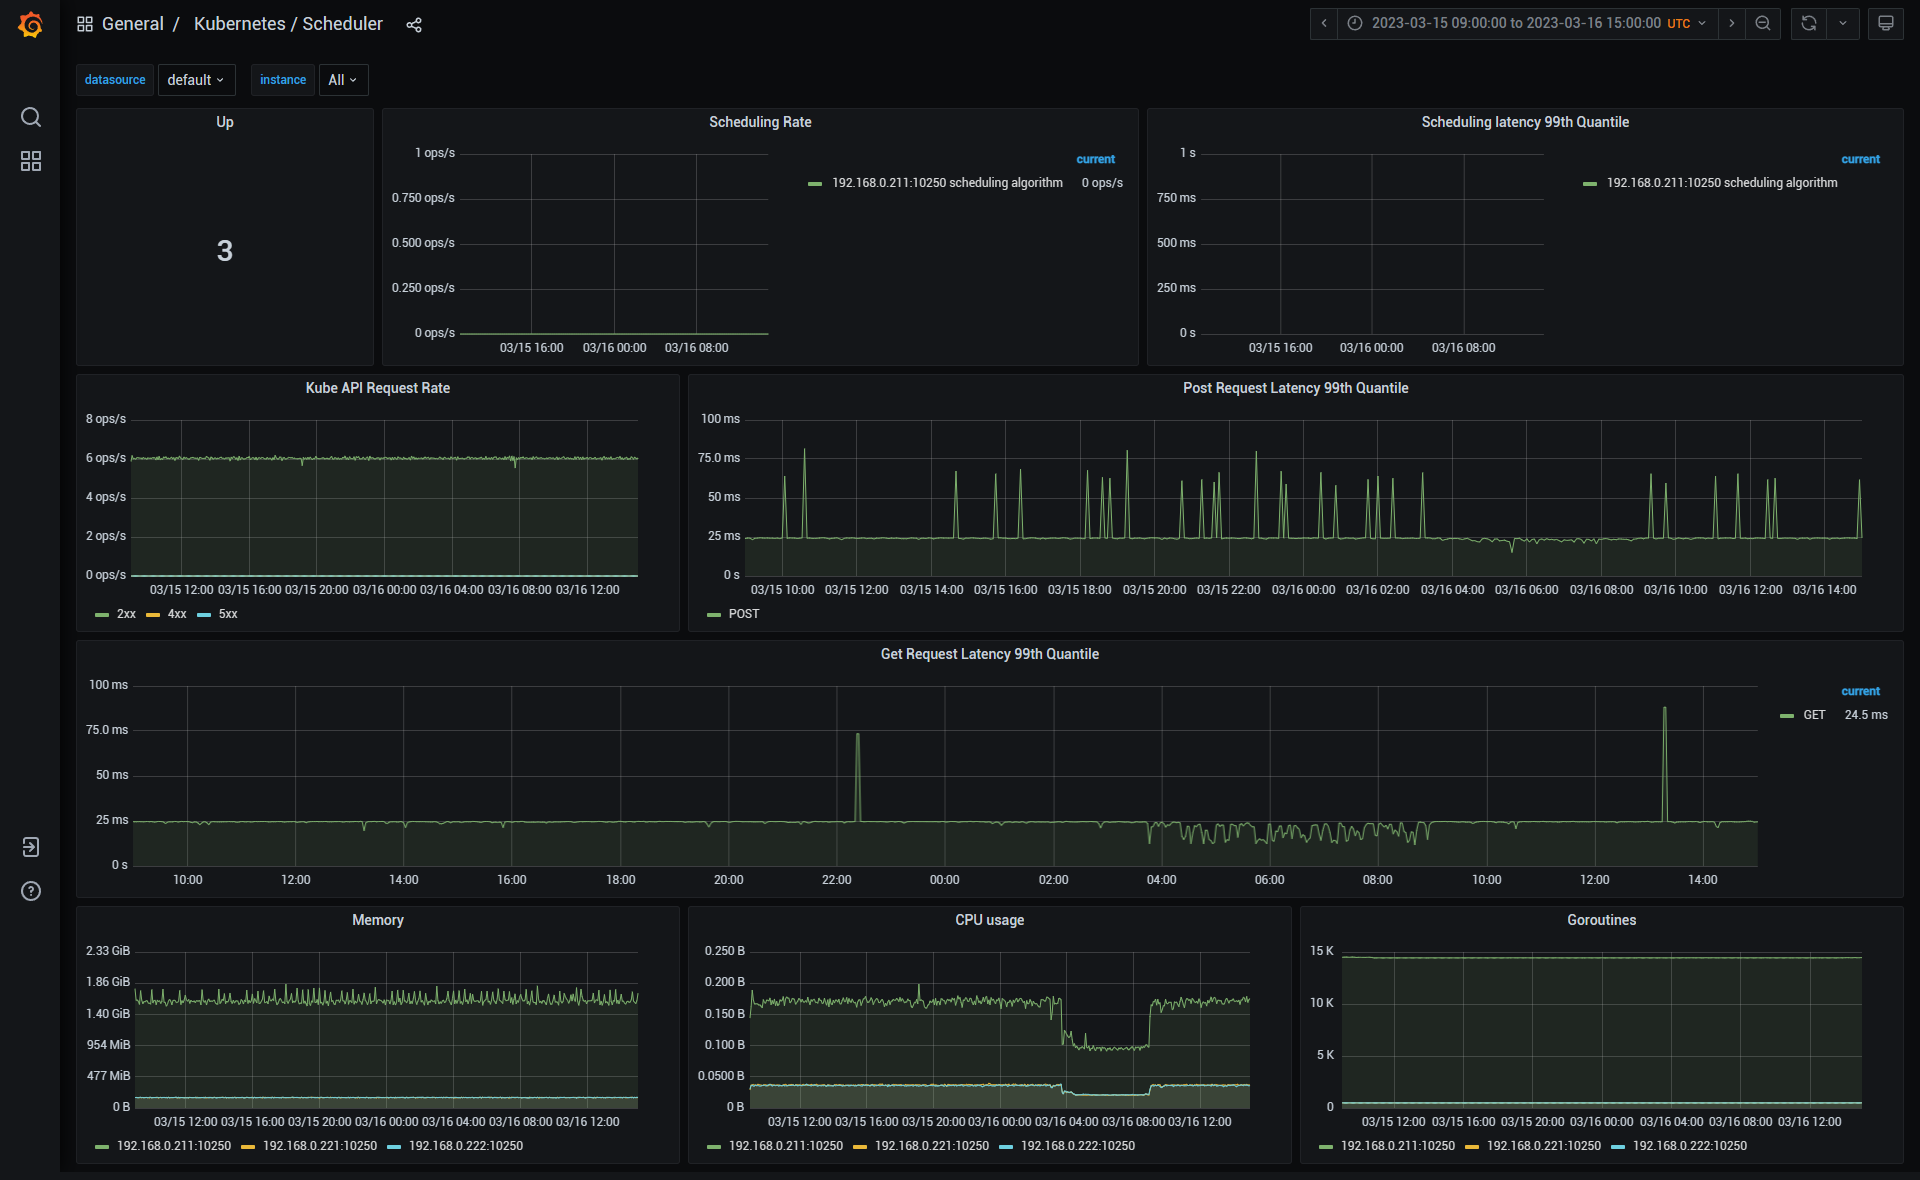 General / Kubernetes / Scheduler
2023-03-15 09:00:00 to 2023-03-16 15:00:00 UTC
datasource default instance All
Up
3
Scheduling Rate
1 ops/s
0.750 ops/s
0.500 ops/s
0.250 ops/s
0 ops/s
03/15 16:00 03/16 00:00 03/16 08:00
current
192.168.0.211:10250 scheduling algorithm 0 ops/s
Scheduling latency 99th Quantile
1 s
750 ms
500 ms
250 ms
0 s
03/15 16:00 03/16 00:00 03/16 08:00
current
192.168.0.211:10250 scheduling algorithm
Kube API Request Rate
8 ops/s
6 ops/s
4 ops/s
2 ops/s
0 ops/s
03/15 12:00 03/15 16:00 03/15 20:00 03/16 00:00 03/16 04:00 03/16 08:00 03/16 12:00
2xx 4xx 5xx
Post Request Latency 99th Quantile
100 ms
75.0 ms
50 ms
25 ms
0 s
03/15 10:00 03/15 12:00 03/15 14:00 03/15 16:00 03/15 18:00 03/15 20:00 03/15 22:00 03/16 00:00 03/16 02:00 03/16 04:00 03/16 06:00 03/16 08:00 03/16 10:00 03/16 12:00 03/16 14:00
POST
Get Request Latency 99th Quantile
100 ms
75.0 ms
50 ms
25 ms
0 s
10:00 12:00 14:00 16:00 18:00 20:00 22:00 00:00 02:00 04:00 06:00 08:00 10:00 12:00 14:00
current
GET 24.5 ms
Memory
2.33 GiB
1.86 GiB
1.40 GiB
954 MiB
477 MiB
0 B
03/15 12:00 03/15 16:00 03/15 20:00 03/16 00:00 03/16 04:00 03/16 08:00 03/16 12:00
192.168.0.211:10250 192.168.0.221:10250 192.168.0.222:10250
CPU usage
0.250 B
0.200 B
0.150 B
0.100 B
0.0500 B
0 B
03/15 12:00 03/15 16:00 03/15 20:00 03/16 00:00 03/16 04:00 03/16 08:00 03/16 12:00
192.168.0.211:10250 192.168.0.221:10250 192.168.0.222:10250
Goroutines
15 K
10 K
5 K
0
03/15 12:00 03/15 16:00 03/15 20:00 03/16 00:00 03/16 04:00 03/16 08:00 03/16 12:00
192.168.0.211:10250 192.168.0.221:10250 192.168.0.222:10250